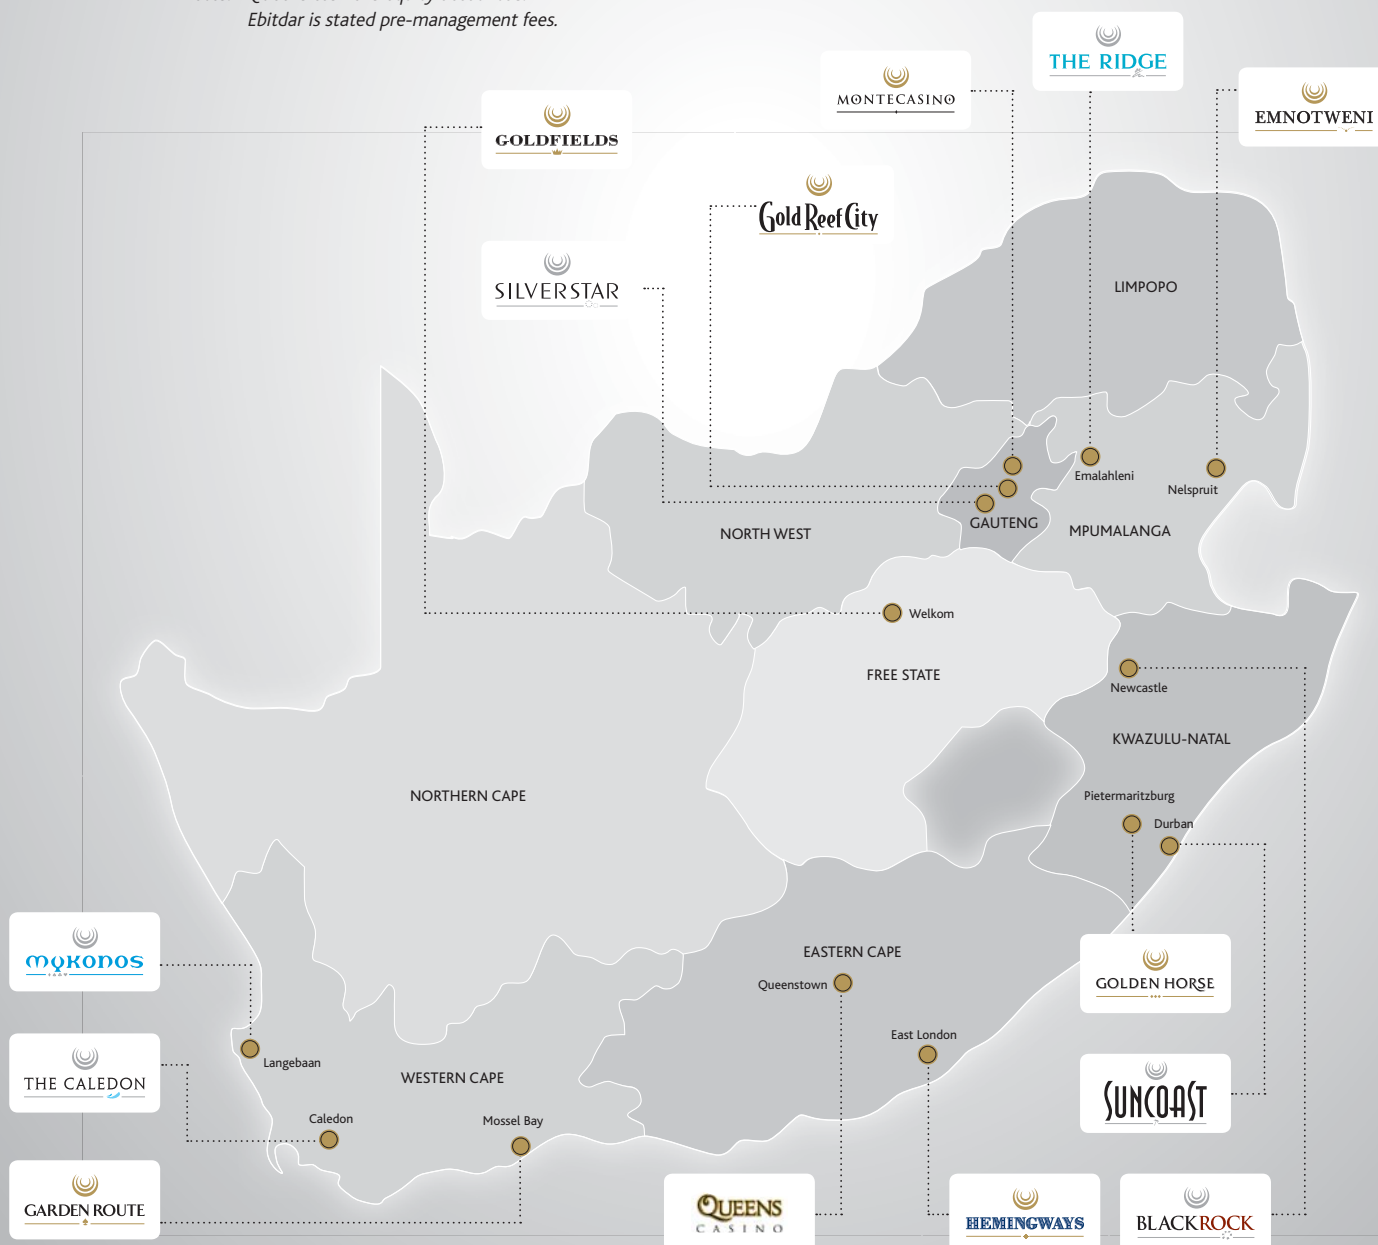 Ebitdar is stated pre-management fees.
THE RIDGE
MONTECASINO
EMNOTWENI
GOLDFIELDS
Gold Reef City
SILVERSTAR
LIMPOPO
Emalahleni
Nelspruit
GAUTENG
NORTH WEST
MPUMALANGA
Welkom
FREE STATE
Newcastle
KWAZULU-NATAL
NORTHERN CAPE
Pietermaritzburg
Durban
MYKONOS
EASTERN CAPE
Queenstown
GOLDEN HORSE
East London
Langebaan
THE CALEDON
WESTERN CAPE
SUNCOAST
Caledon
Mossel Bay
GARDEN ROUTE
QUEENS
CASINO
HEMINGWAYS
BLACKROCK